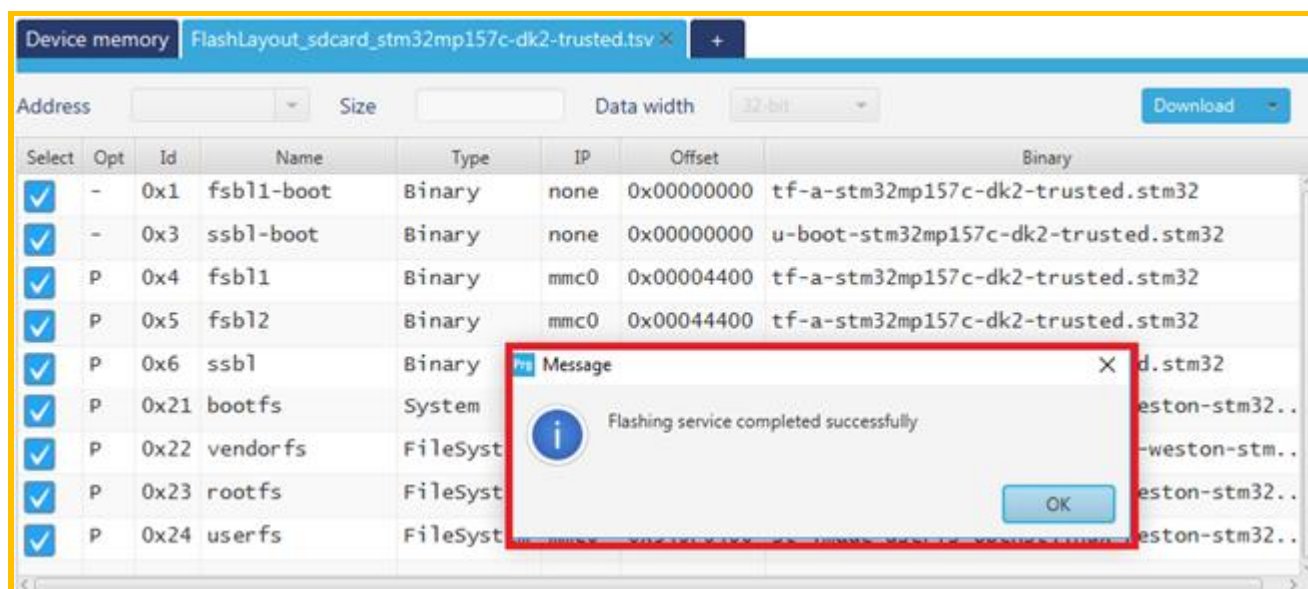 Device memory FlashLayout_sdcard_stm32mp157c-dk2-trusted.tsv × +
Address Size Data width 32-bit Download
Select Opt Id Name Type IP Offset Binary
- 0x1 fsbl1-boot Binary none 0x00000000 tf-a-stm32mp157c-dk2-trusted.stm32
- 0x3 ssbl-boot Binary none 0x00000000 u-boot-stm32mp157c-dk2-trusted.stm32
P 0x4 fsbl1 Binary mmc0 0x00004400 tf-a-stm32mp157c-dk2-trusted.stm32
P 0x5 fsbl2 Binary mmc0 0x00044400 tf-a-stm32mp157c-dk2-trusted.stm32
P 0x6 ssbl Binary d.stm32
Prg Message
P 0x21 bootfs System eston-stm32..
Flashing service completed successfully
P 0x22 vendorfs FileSyst -weston-stm..
P 0x23 rootfs FileSyst eston-stm32..
OK
P 0x24 userfs FileSyst eston-stm32..